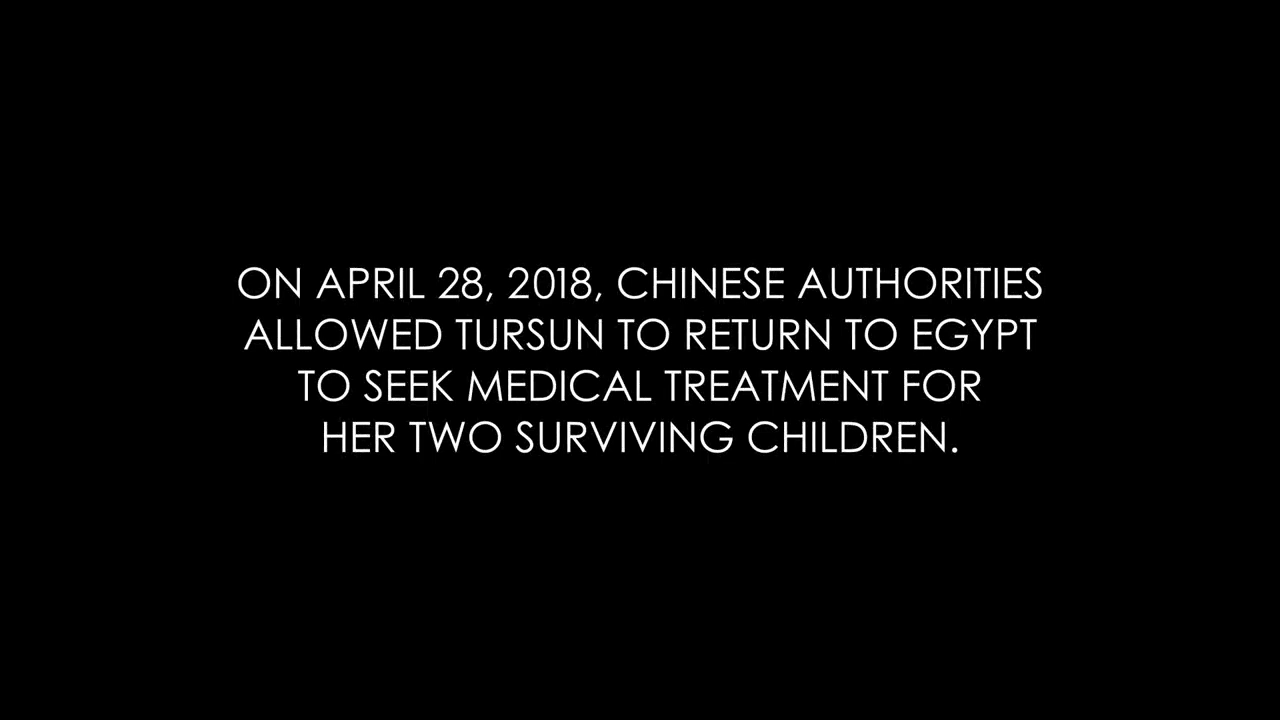 ON APRIL 28, 2018, CHINESE AUTHORITIES
ALLOWED TURSUN TO RETURN TO EGYPT
TO SEEK MEDICAL TREATMENT FOR
HER TWO SURVIVING CHILDREN.